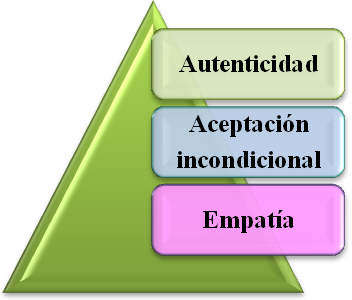 Autenticidad
Aceptación
incondicional
Empatía